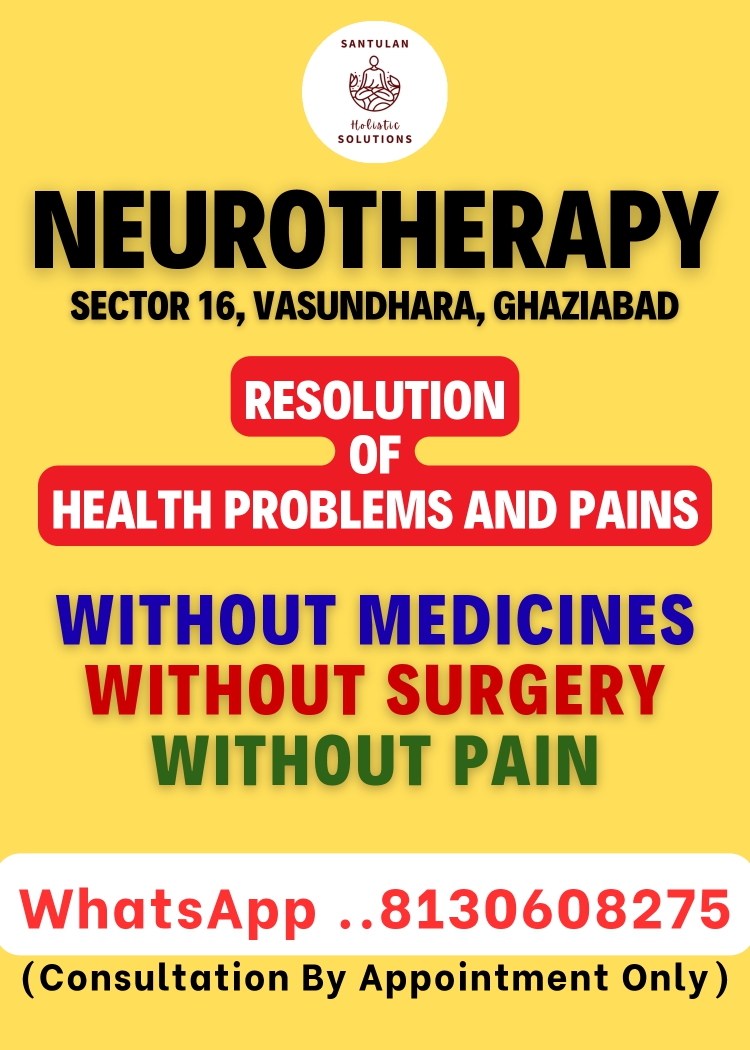 SANTULAN
Holistic
SOLUTIONS
NEUROTHERAPY
SECTOR 16, VASUNDHARA, GHAZIABAD
RESOLUTION
OF
HEALTH PROBLEMS AND PAINS
WITHOUT MEDICINES
WITHOUT SURGERY
WITHOUT PAIN
WhatsApp ..8130608275
(Consultation By Appointment Only)